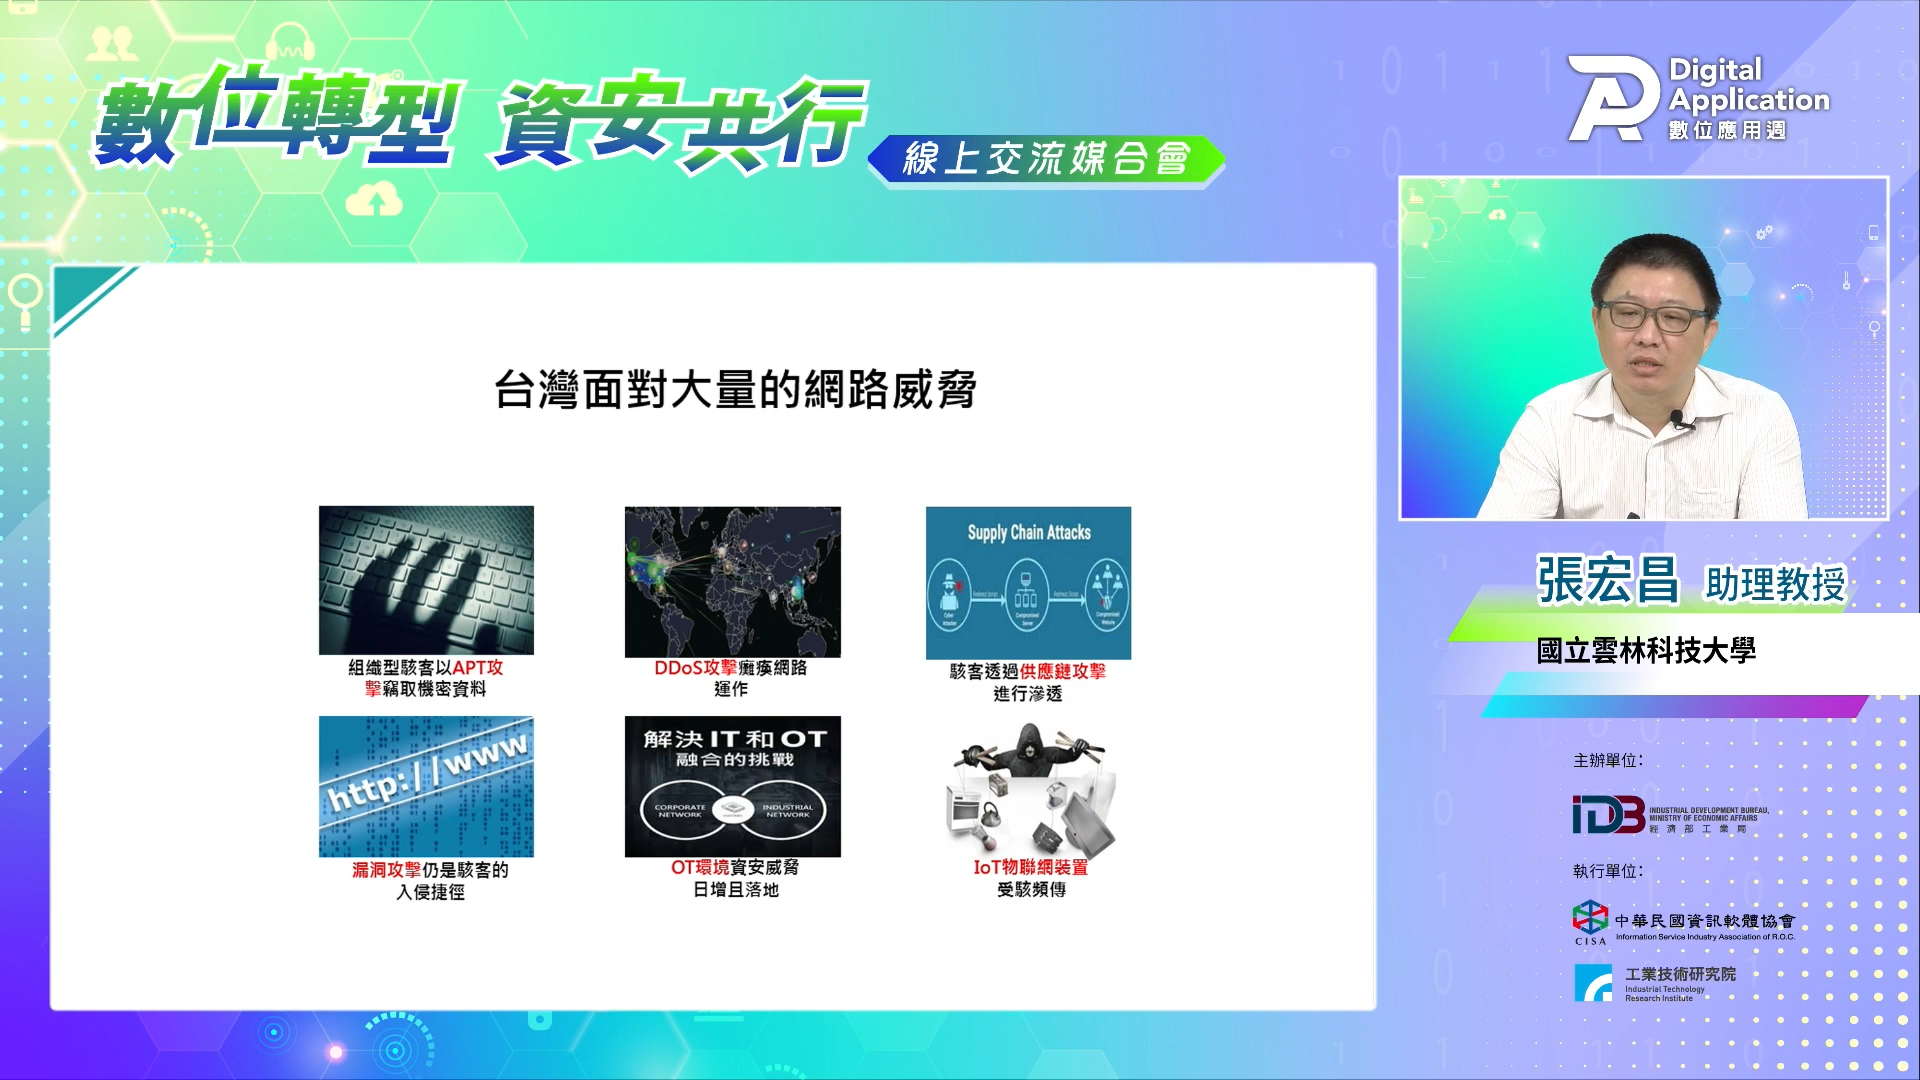 數位轉型 資安共行
線上交流媒合會
Digital
Application
數位應用週
台灣面對大量的網路威脅
組織型駭客以APT攻
擊竊取機密資料
DDoS攻擊癱瘓網路
運作
Supply Chain Attacks
Cyber
Attacker
Redirect Script
Compromised
Server
Redirect Script
Compromised
Website
駭客透過供應鏈攻擊
進行滲透
http://www
漏洞攻擊仍是駭客的
入侵捷徑
解決 IT 和 OT
融合的挑戰
CORPORATE
NETWORK
INDUSTRIAL
NETWORK
OT環境資安威脅
日增且落地
IoT物聯網裝置
受駭頻傳
張宏昌 助理教授
國立雲林科技大學
主辦單位：
IDB
INDUSTRIAL DEVELOPMENT BUREAU,
MINISTRY OF ECONOMIC AFFAIRS
經濟部工業局
執行單位：
CISA
中華民國資訊軟體協會
Information Service Industry Association of R.O.C.
工業技術研究院
Industrial Technology
Research Institute